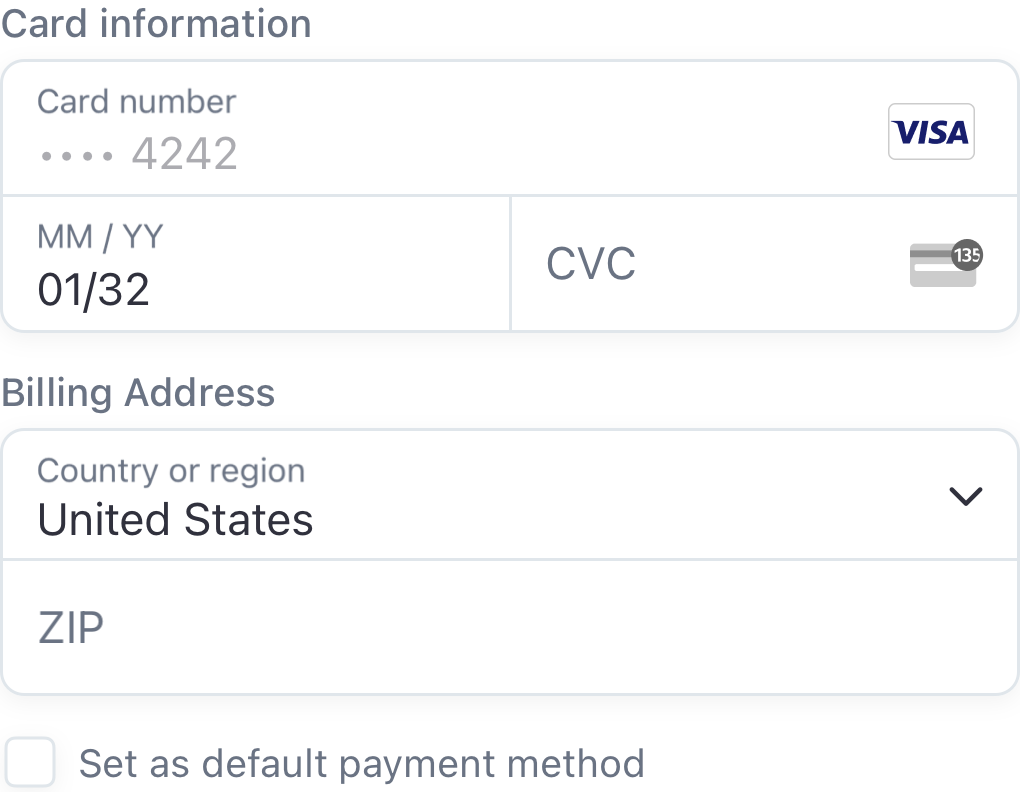 Card information
Card number
•••• 4242
VISA
MM / YY
01/32
CVC
135
Billing Address
Country or region
United States
ZIP
Set as default payment method